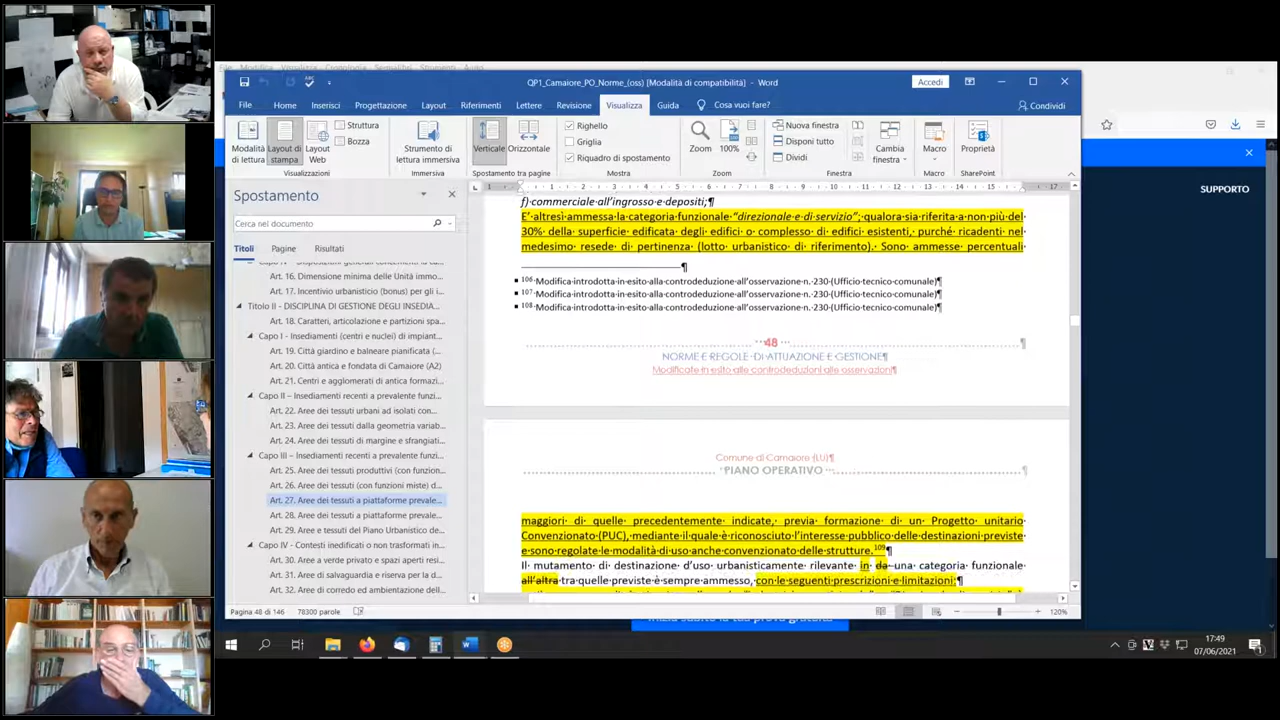 QP1_Camaiore_PO_Norme_(oss) [Modalità di compatibilità] - Word
Accedi
File Home Inserisci Progettazione Layout Riferimenti Lettere Revisione Visualizza Guida Cosa vuoi fare? Condividi
Modalità di lettura
Layout di stampa
Layout Web
Struttura
Bozza
Visualizzazioni
Strumento di lettura immersiva
Immersiva
Verticale
Orizzontale
Spostamento tra pagine
Righello
Griglia
Riquadro di spostamento
Mostra
Zoom
100%
Zoom
Nuova finestra
Disponi tutto
Dividi
Cambia finestra
Finestra
Macro
Macro
Proprietà
SharePoint
SUPPORTO
Spostamento
Cerca nel documento
Titoli Pagine Risultati
Art. 16. Dimensione minima delle Unità immo...
Art. 17. Incentivio urbanistico (bonus) per gli i...
Titolo II - DISCIPLINA DI GESTIONE DEGLI INSEDIA...
Art. 18. Caratteri, articolazione e partizioni spa...
Capo I - Insediamenti (centri e nuclei) di impiant...
Art. 19. Città giardino e balneare pianificata (...
Art. 20. Città antica e fondata di Camaiore (A2)
Art. 21. Centri e agglomerati di antica formazi...
Capo II – Insediamenti recenti a prevalente funzi...
Art. 22. Aree dei tessuti urbani ad isolati con...
Art. 23. Aree dei tessuti dalla geometria variab...
Art. 24. Aree dei tessuti di margine e sfrangiati...
Capo III – Insediamenti recenti a prevalente funzi...
Art. 25. Aree dei tessuti produttivi (con funzion...
Art. 26. Aree dei tessuti (con funzioni miste) d...
Art. 27. Aree dei tessuti a piattaforme prevale...
Art. 28. Aree dei tessuti a piattaforme prevale...
Art. 29. Aree e tessuti del Piano Urbanistico de...
Capo IV - Contesti inedificati o non trasformati in...
Art. 30. Aree a verde privato e spazi aperti resi...
Art. 31. Aree di salvaguardia e riserva per la d...
Art. 32. Aree di corredo ed ambientazione dell...
f) commerciale all'ingrosso e depositi;¶
E' altresì ammessa la categoria funzionale "direzionale e di servizio", qualora sia riferita a non più del
30% della superficie edificata degli edifici o complesso di edifici esistenti, purché ricadenti nel
medesimo resede di pertinenza (lotto urbanistico di riferimento). Sono ammesse percentuali
106 Modifica introdotta in esito alla controdeduzione all'osservazione n. 230 (Ufficio tecnico comunale)¶
107 Modifica introdotta in esito alla controdeduzione all'osservazione n. 230 (Ufficio tecnico comunale)¶
108 Modifica introdotta in esito alla controdeduzione all'osservazione n. 230 (Ufficio tecnico comunale)¶
48
NORME E REGOLE DI ATTUAZIONE E GESTIONE¶
Modificate in esito alle controdeduzioni alle osservazioni¶
Comune di Camaiore (LU)¶
PIANO OPERATIVO
maggiori di quelle precedentemente indicate, previa formazione di un Progetto unitario
Convenzionato (PUC), mediante il quale è riconosciuto l'interesse pubblico delle destinazioni previste
e sono regolate le modalità di uso anche convenzionato delle strutture.109¶
Il mutamento di destinazione d'uso urbanisticamente rilevante in da una categoria funzionale
all'altra tra quelle previste è sempre ammesso, con le seguenti prescrizioni e limitazioni:¶
Pagina 48 di 146 78300 parole
120%
Inizia subito la tua prova gratuita
17:49
07/06/2021